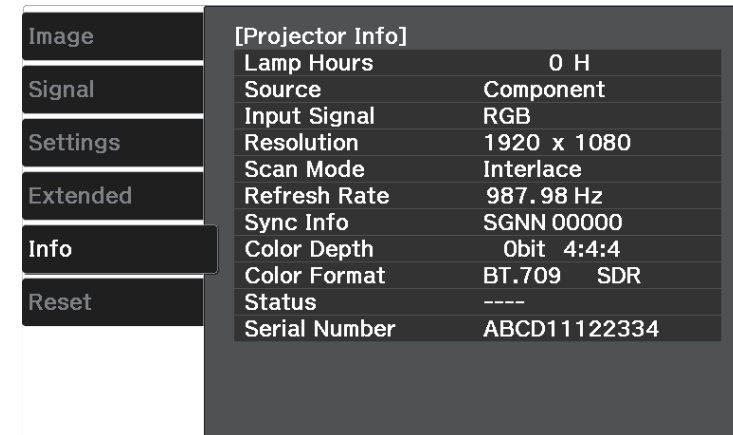 Image
Signal
Settings
Extended
Info
Reset
[Projector Info]
Lamp Hours 0 H
Source Component
Input Signal RGB
Resolution 1920 x 1080
Scan Mode Interlace
Refresh Rate 987.98 Hz
Sync Info SGNN 00000
Color Depth 0bit 4:4:4
Color Format BT.709 SDR
Status ----
Serial Number ABCD11122334